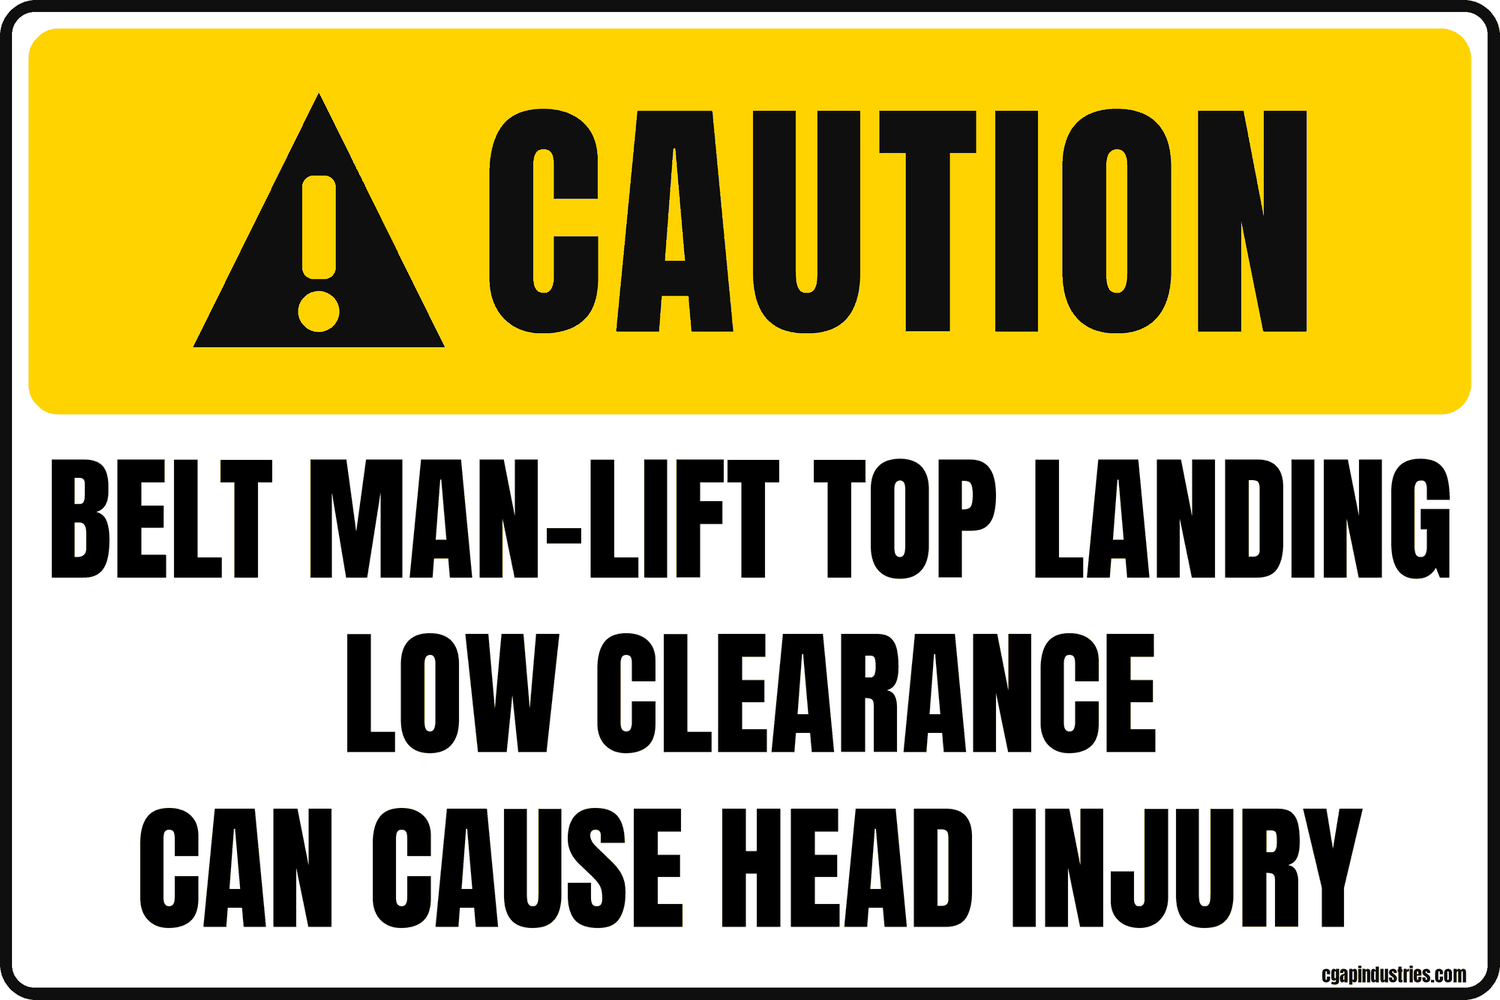 CAUTION
BELT MAN-LIFT TOP LANDING
LOW CLEARANCE
CAN CAUSE HEAD INJURY
cgapindustries.com